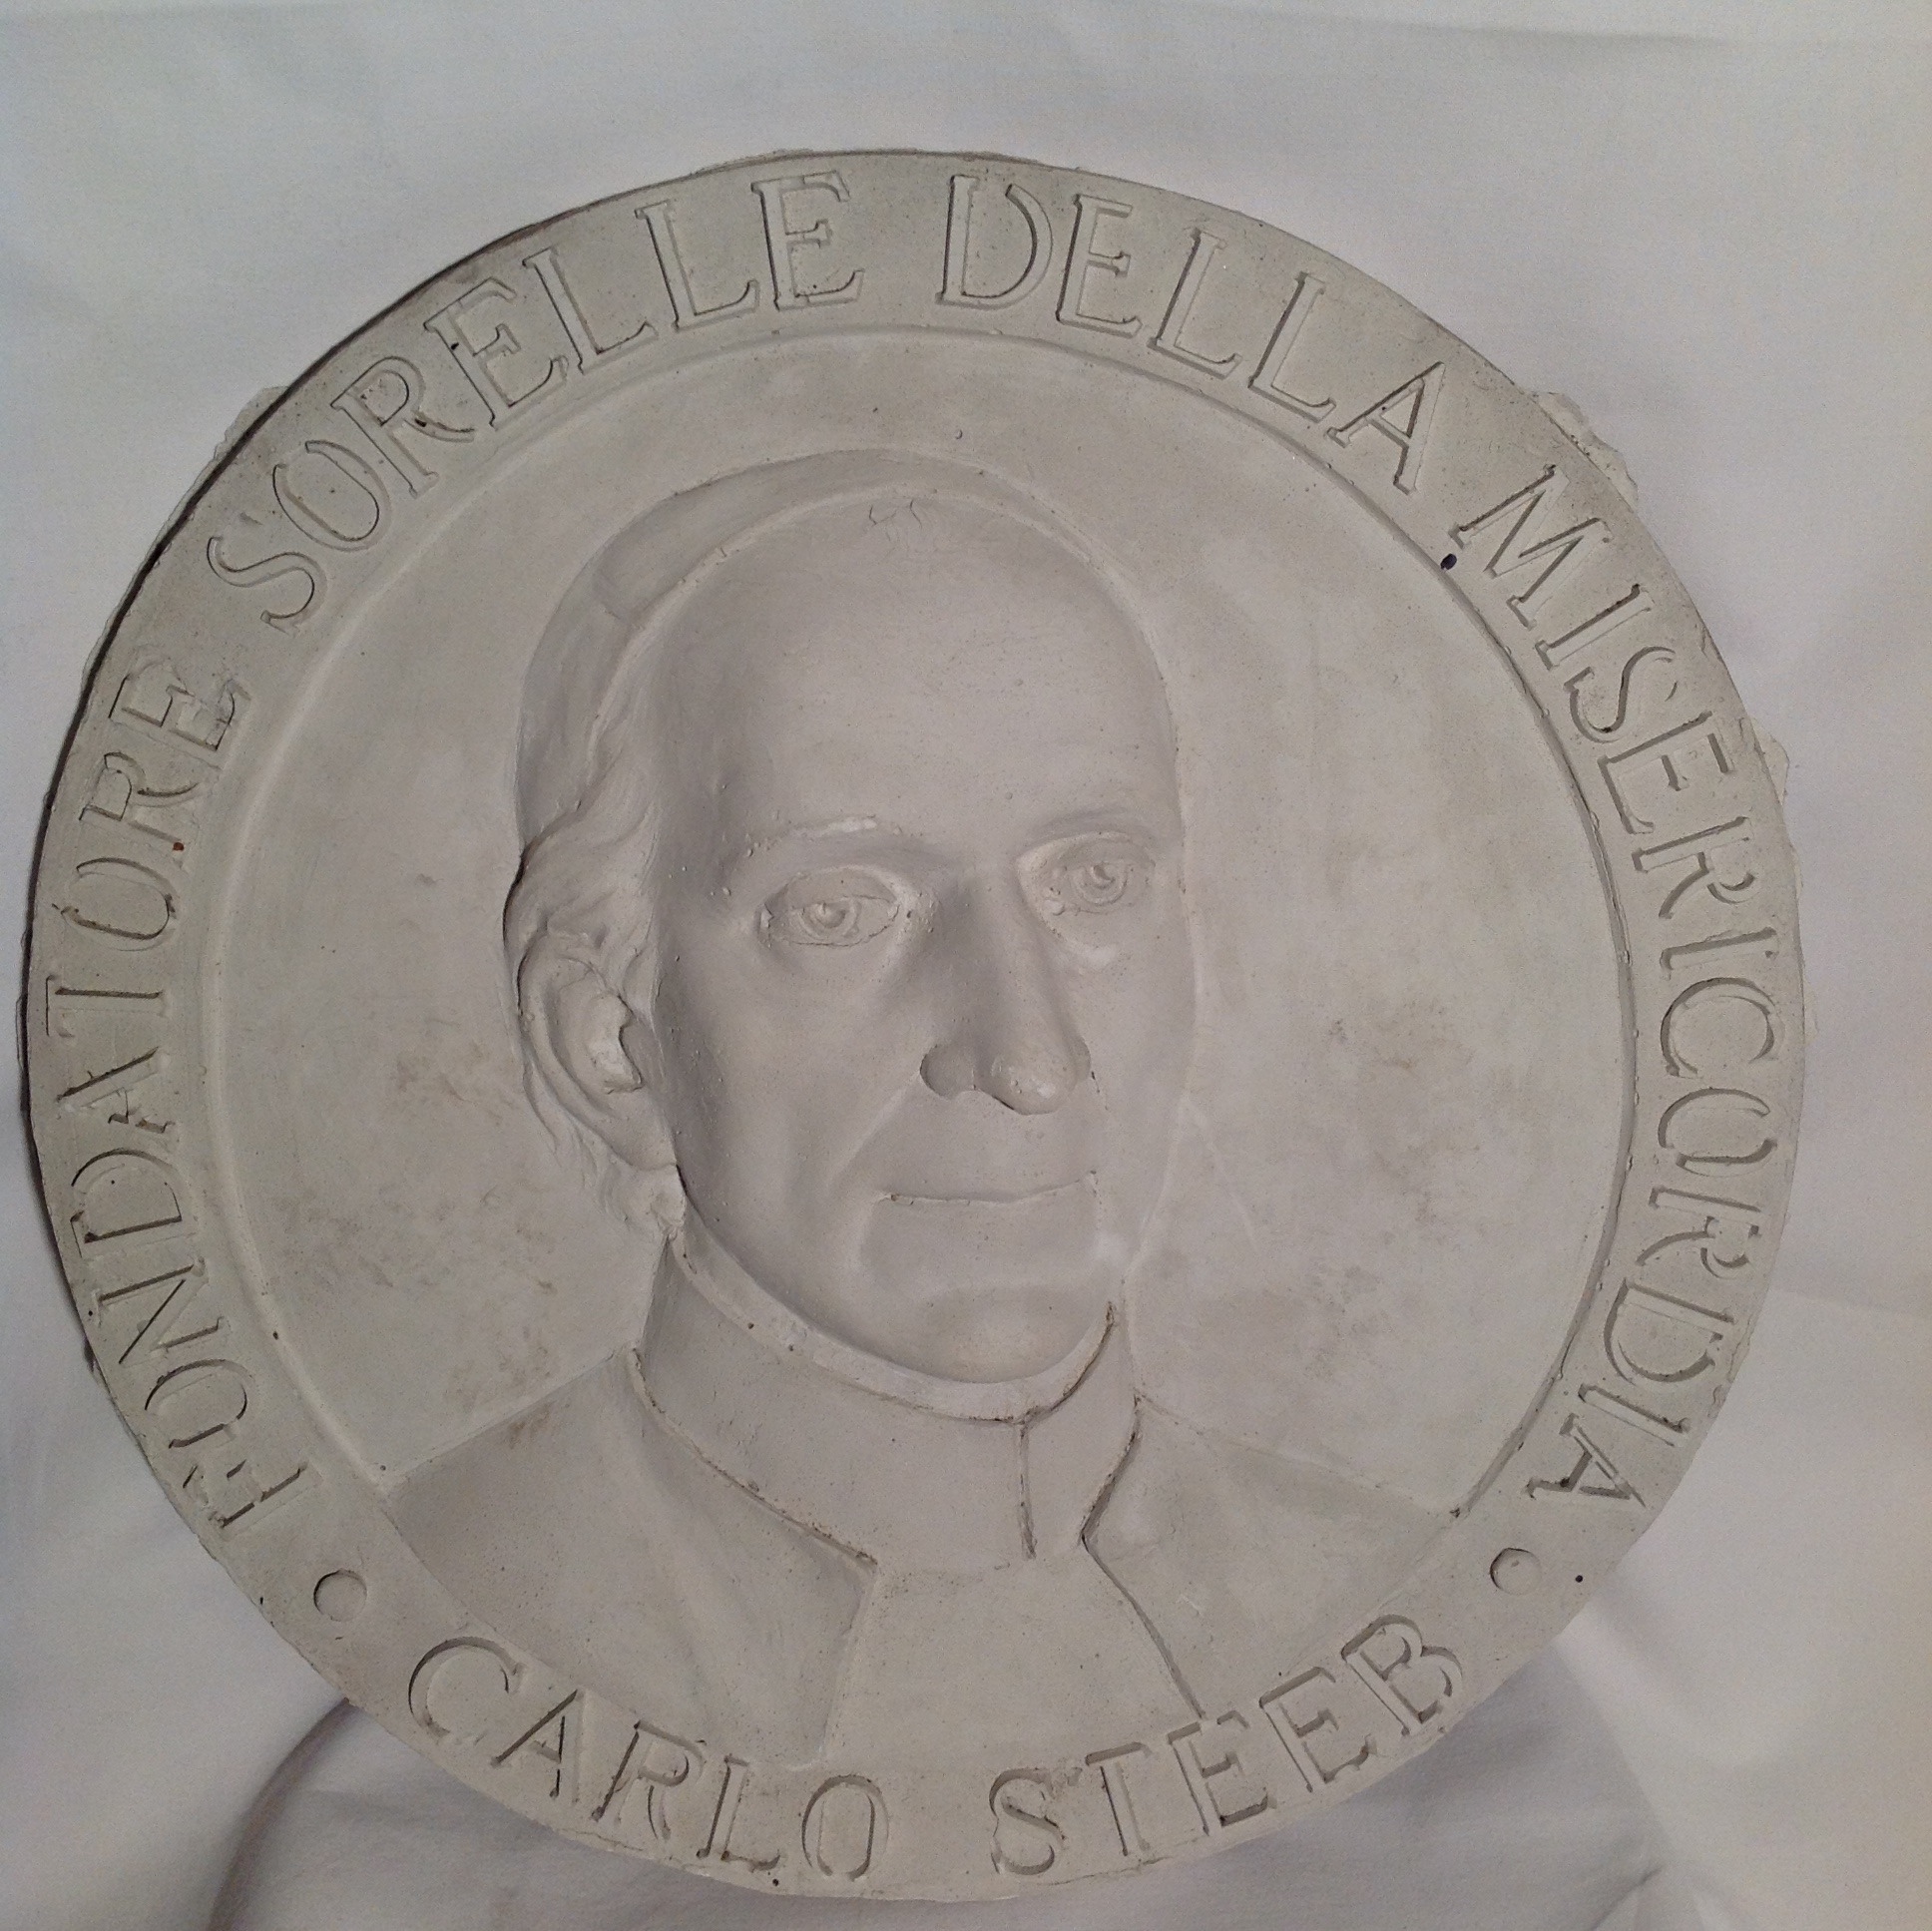 FONDATORE SORELLE DELLA MISERICORDIA
• CARLO STEEB •